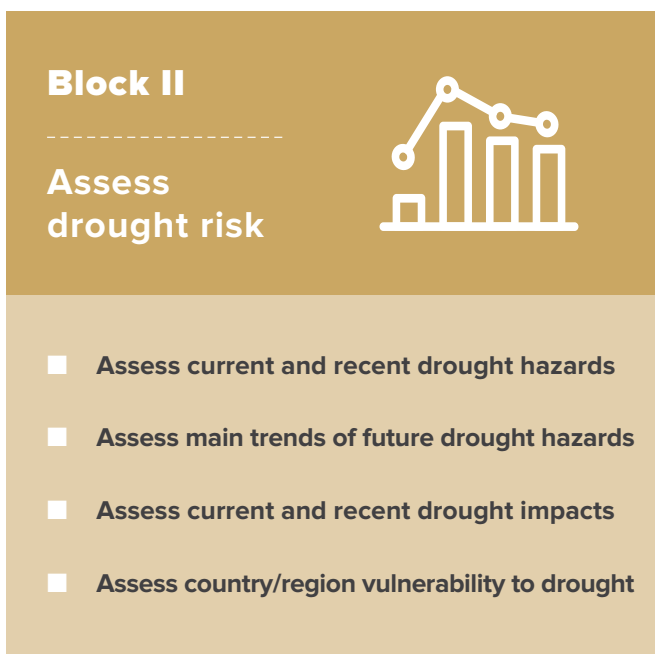 Block II
Assess
drought risk
Assess current and recent drought hazards
Assess main trends of future drought hazards
Assess current and recent drought impacts
Assess country/region vulnerability to drought